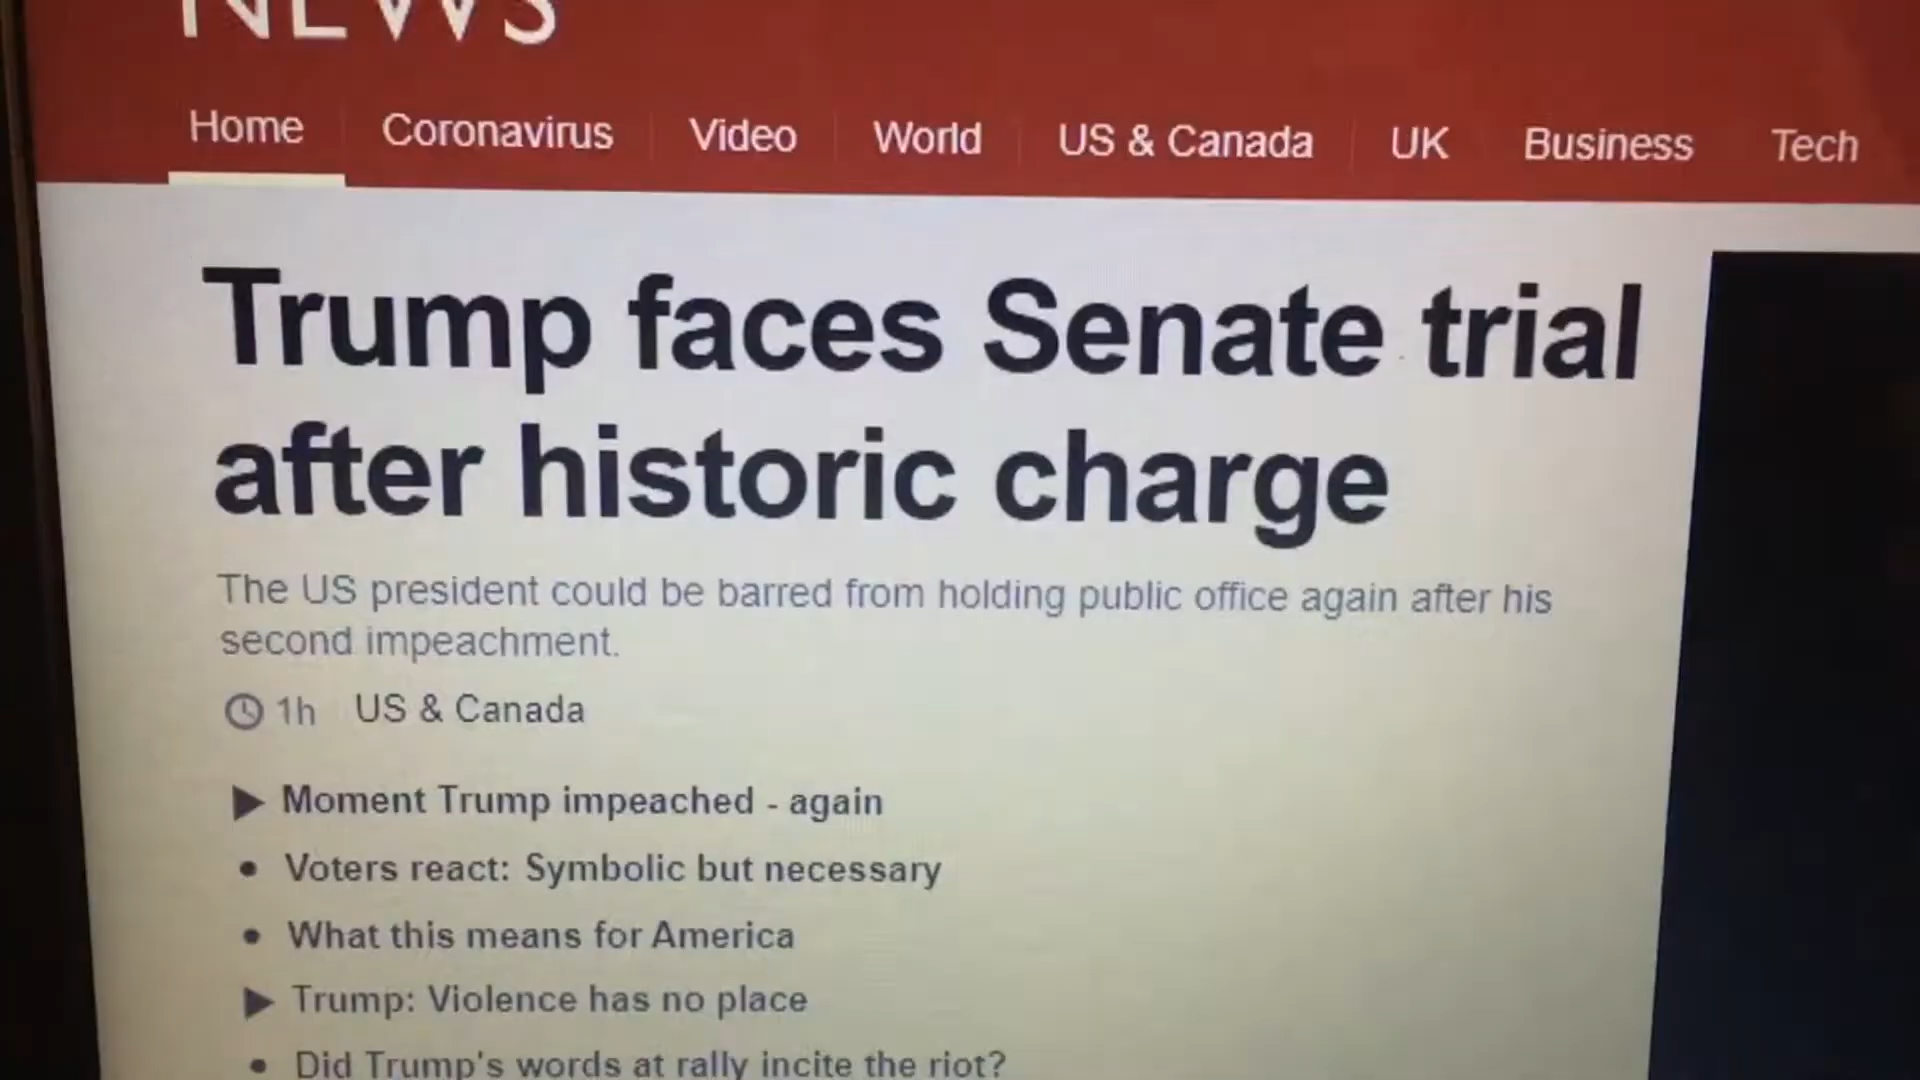 NEWS
Home Coronavirus Video World US & Canada UK Business Tech
Trump faces Senate trial
after historic charge
The US president could be barred from holding public office again after his
second impeachment.
1h US & Canada
Moment Trump impeached - again
Voters react: Symbolic but necessary
What this means for America
Trump: Violence has no place
Did Trump's words at rally incite the riot?